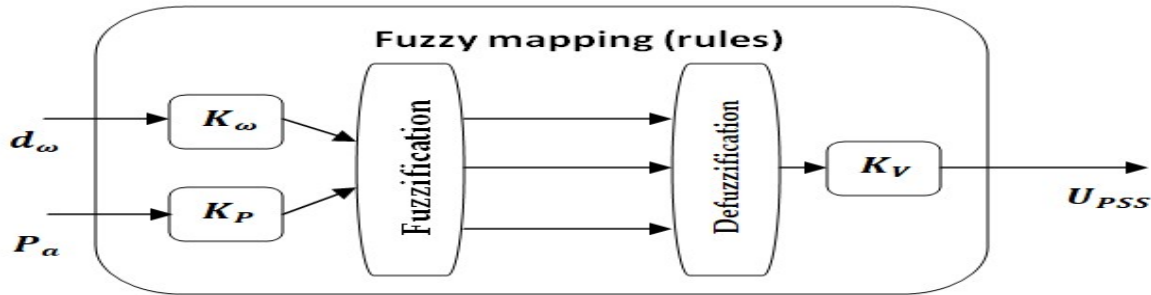 Fuzzy mapping (rules)
d_ω
K_ω
P_a
K_P
Fuzzification
Defuzzification
K_V
U_PSS